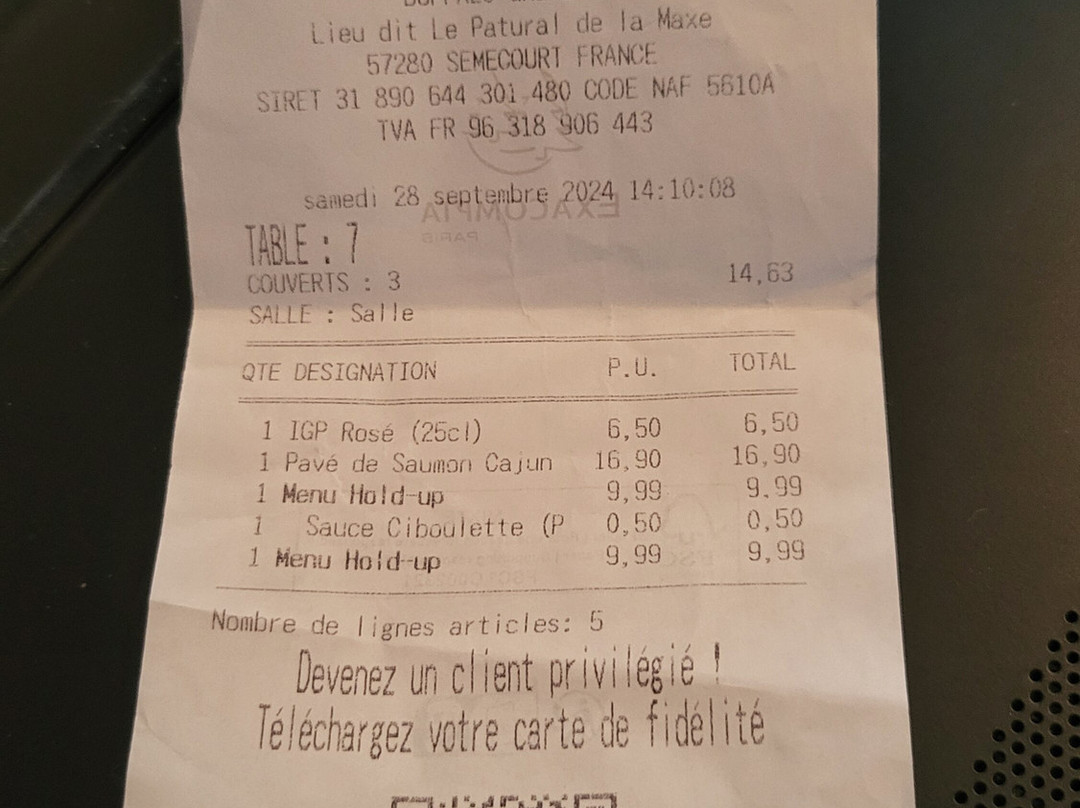 Lieu dit Le Patural de la Maxe
57280 SEMECOURT FRANCE
SIRET 31 890 644 301 480 CODE NAF 5610A
TVA FR 96 318 906 443
samedi 28 septembre 2024 14:10:08
EXACOMPTA
PARIS
TABLE : 7
COUVERTS : 3 14,63
SALLE : Salle
QTE DESIGNATION P.U. TOTAL
1 IGP Rosé (25cl) 6,50 6,50
1 Pavé de Saumon Cajun 16,90 16,90
1 Menu Hold-up 9,99 9.99
1 Sauce Ciboulette (P 0,50 0,50
1 Menu Hold-up 9,99 9,99
Nombre de lignes articles: 5
Devenez un client privilégié !
Téléchargez votre carte de fidélité